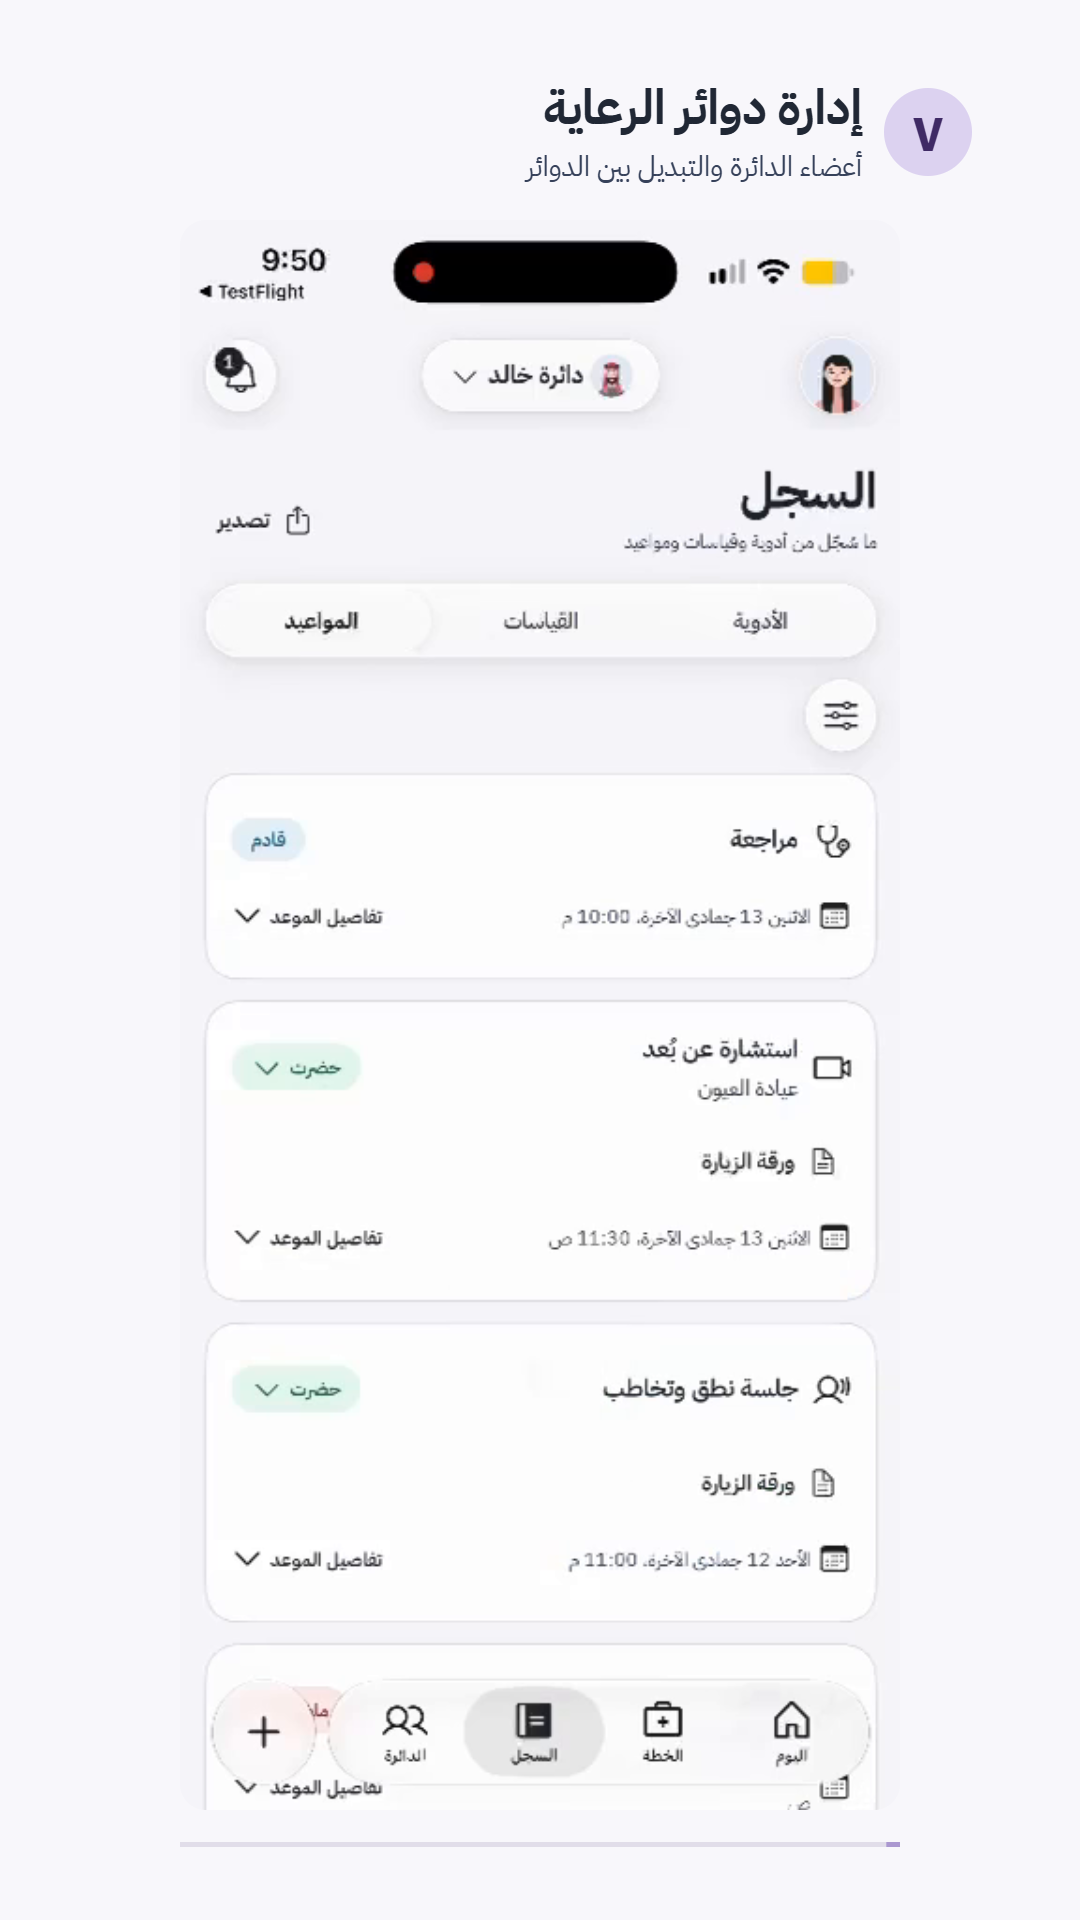 ٧
إدارة دوائر الرعاية
أعضاء الدائرة والتبديل بين الدوائر
9:50
◀ TestFlight
1
دائرة خالد
السجل
ما سُجّل من أدوية وقياسات ومواعيد
تصدير
الأدوية
القياسات
المواعيد
مراجعة
قادم
الاثنين 13 جمادى الآخرة، 10:00 م
تفاصيل الموعد
استشارة عن بُعد
عيادة العيون
حضرت
ورقة الزيارة
الاثنين 13 جمادى الآخرة، 11:30 ص
تفاصيل الموعد
جلسة نطق وتخاطب
حضرت
ورقة الزيارة
الأحد 12 جمادى الآخرة، 11:00 م
تفاصيل الموعد
اليوم
الخطة
السجل
الدائرة
تفاصيل الموعد
ص